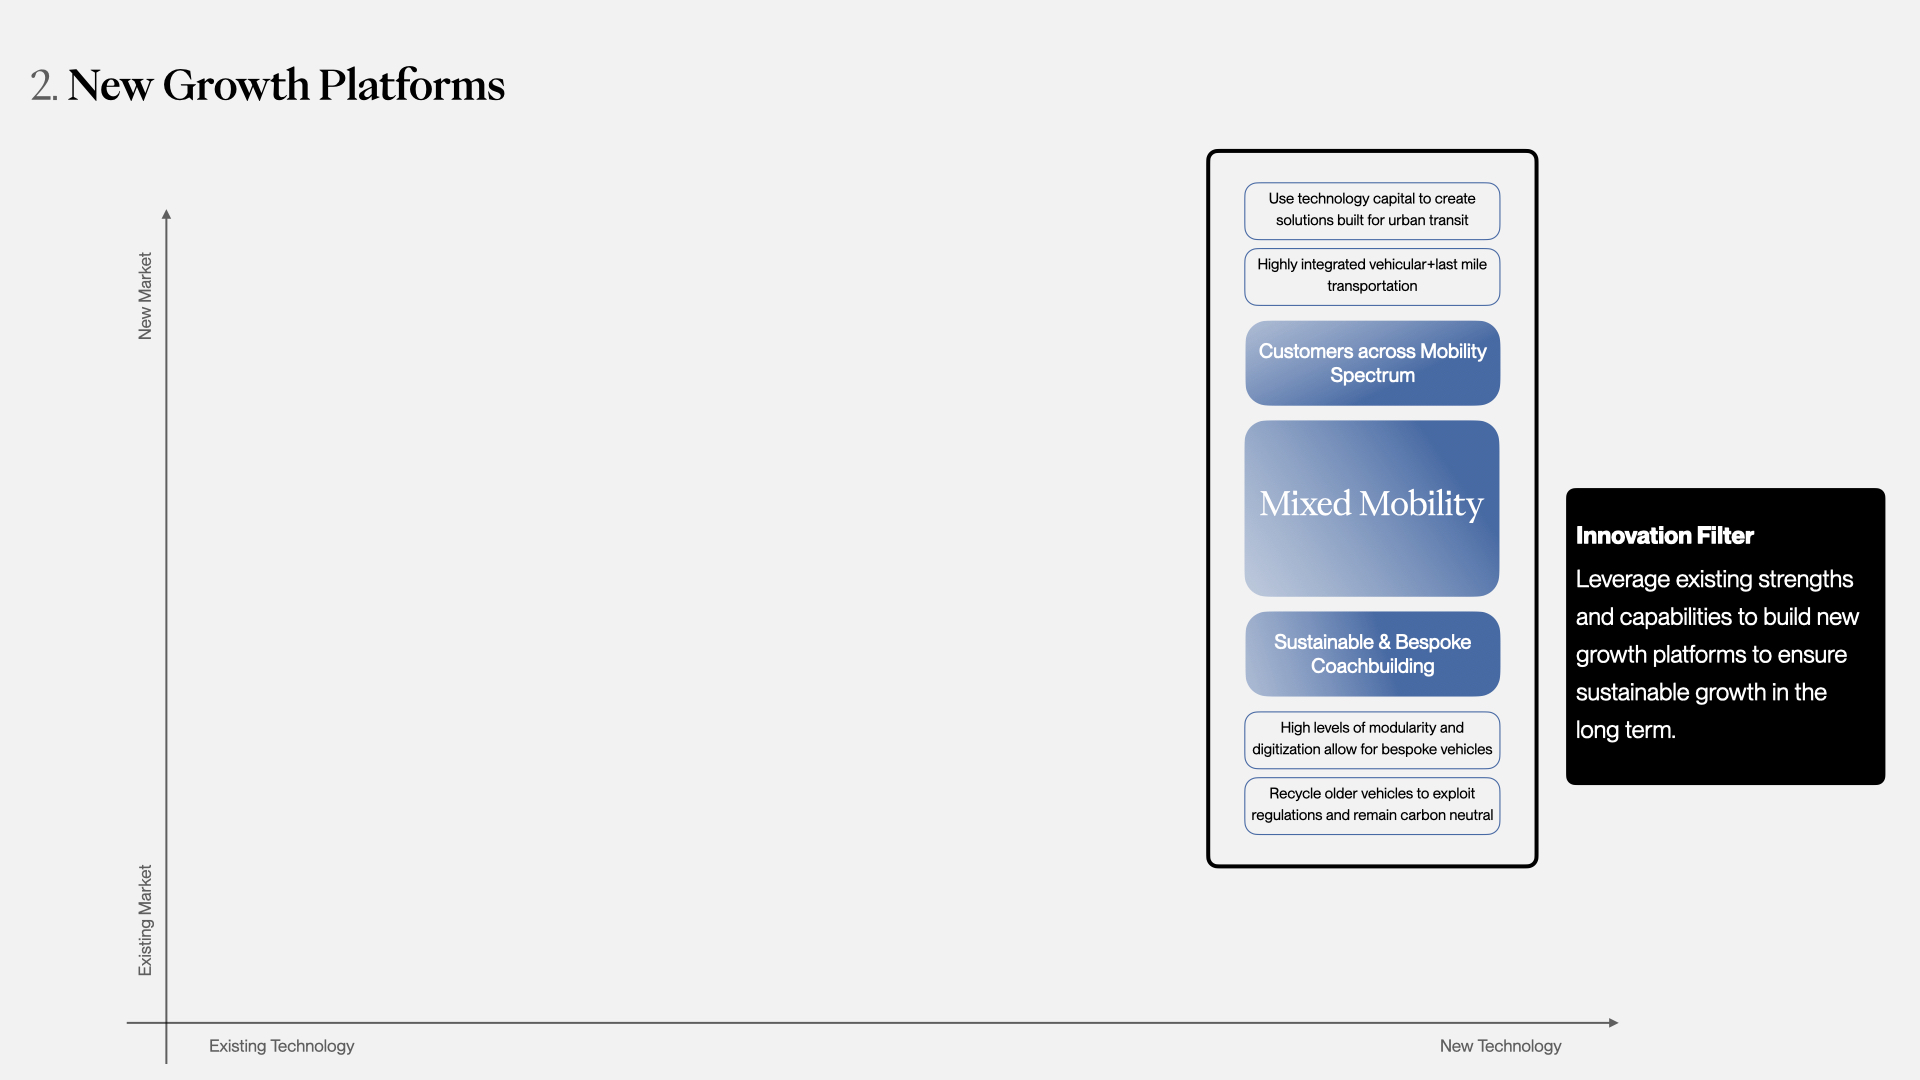 2. New Growth Platforms
New Market
Existing Market
Existing Technology
New Technology
Use technology capital to create
solutions built for urban transit
Highly integrated vehicular+last mile
transportation
Customers across Mobility
Spectrum
Mixed Mobility
Sustainable & Bespoke
Coachbuilding
High levels of modularity and
digitization allow for bespoke vehicles
Recycle older vehicles to exploit
regulations and remain carbon neutral
Innovation Filter
Leverage existing strengths
and capabilities to build new
growth platforms to ensure
sustainable growth in the
long term.